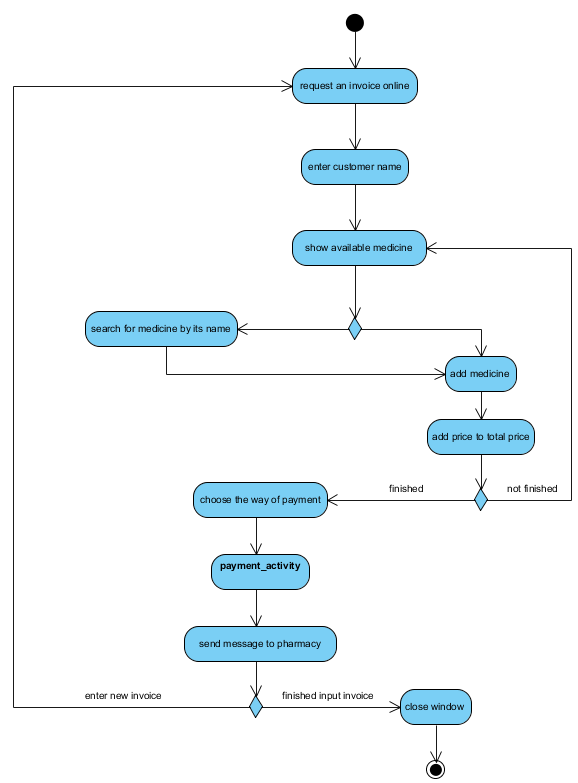 request an invoice online
enter customer name
show available medicine
search for medicine by its name
add medicine
add price to total price
finished
not finished
choose the way of payment
payment_activity
send message to pharmacy
enter new invoice
finished input invoice
close window